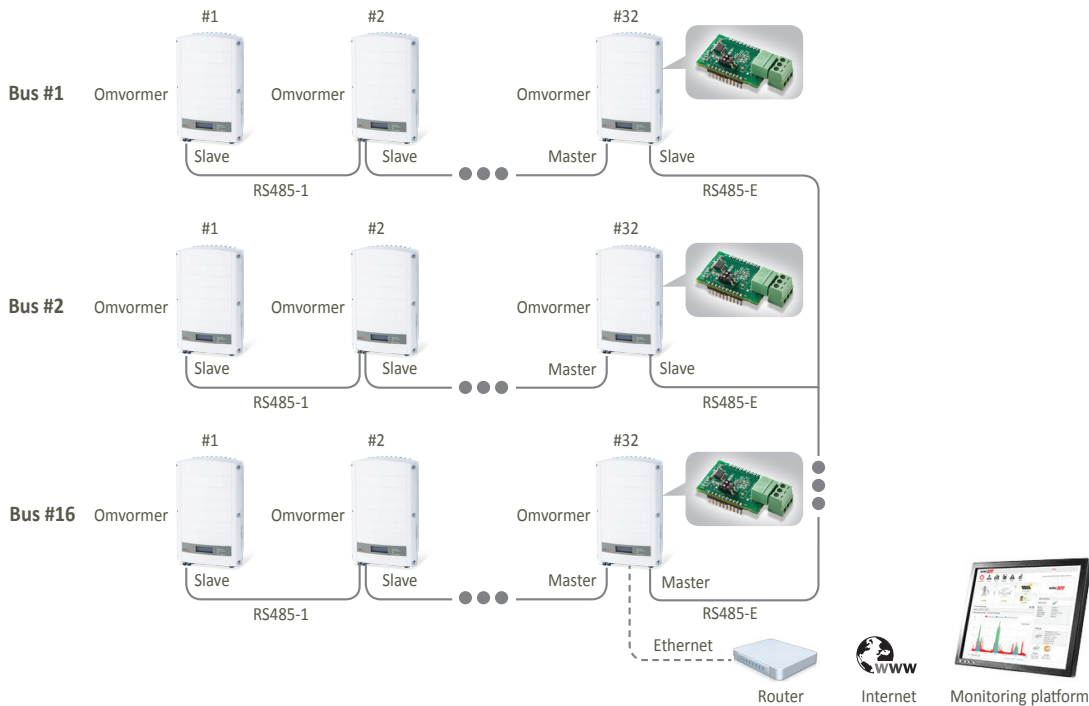 #1
#2
#32
Bus #1
Omvormer
Omvormer
Omvormer
Slave
Slave
Master
Slave
RS485-1
RS485-E
#1
#2
#32
Bus #2
Omvormer
Omvormer
Omvormer
Slave
Slave
Master
Slave
RS485-1
RS485-E
#1
#2
#32
Bus #16
Omvormer
Omvormer
Omvormer
Slave
Slave
Master
Master
RS485-1
RS485-E
Ethernet
www
Router
Internet
Monitoring platform